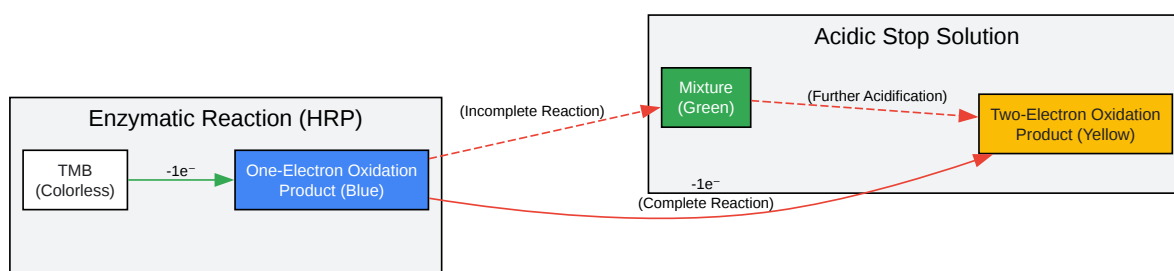 Enzymatic Reaction (HRP)
TMB
(Colorless)
-1e⁻
One-Electron Oxidation
Product (Blue)
(Incomplete Reaction)
-1e⁻
(Complete Reaction)
Acidic Stop Solution
Mixture
(Green)
(Further Acidification)
Two-Electron Oxidation
Product (Yellow)